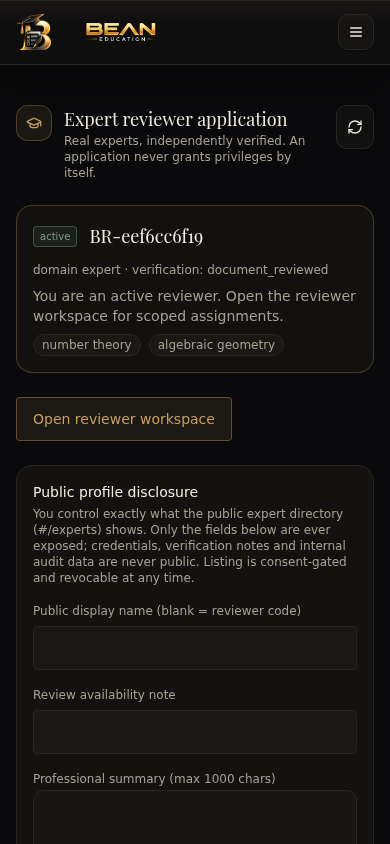 B
BEAN
EDUCATION
Expert reviewer application
Real experts, independently verified. An
application never grants privileges by
itself.
active
BR-eef6cc6f19
domain expert · verification: document_reviewed
You are an active reviewer. Open the reviewer
workspace for scoped assignments.
number theory
algebraic geometry
Open reviewer workspace
Public profile disclosure
You control exactly what the public expert directory
(#/experts) shows. Only the fields below are ever
exposed; credentials, verification notes and internal
audit data are never public. Listing is consent-gated
and revocable at any time.
Public display name (blank = reviewer code)
Review availability note
Professional summary (max 1000 chars)